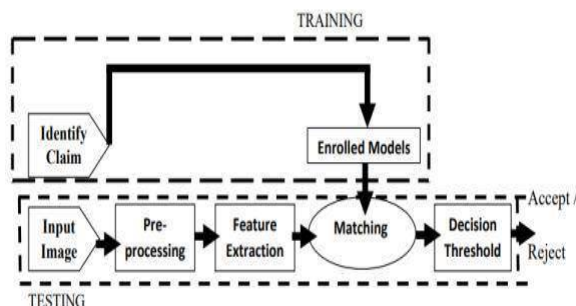 TRAINING
Identify
Claim
Enrolled Models
Input
Image
Pre-
processing
Feature
Extraction
Matching
Decision
Threshold
Accept /
Reject
TESTING